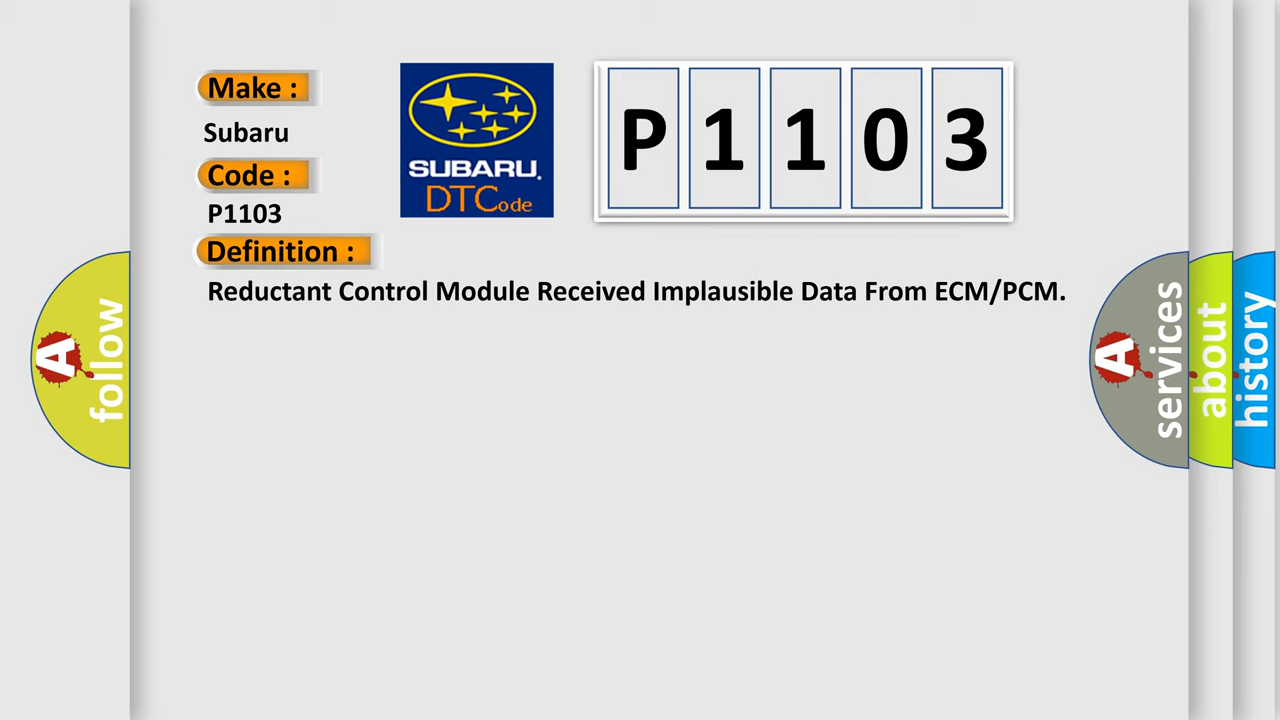 Make :
Subaru
Code :
P1103
Definition :
Reductant Control Module Received Implausible Data From ECM/PCM.
SUBARU.
DTCode
P 1 1 0 3
A follow
A services
about
history